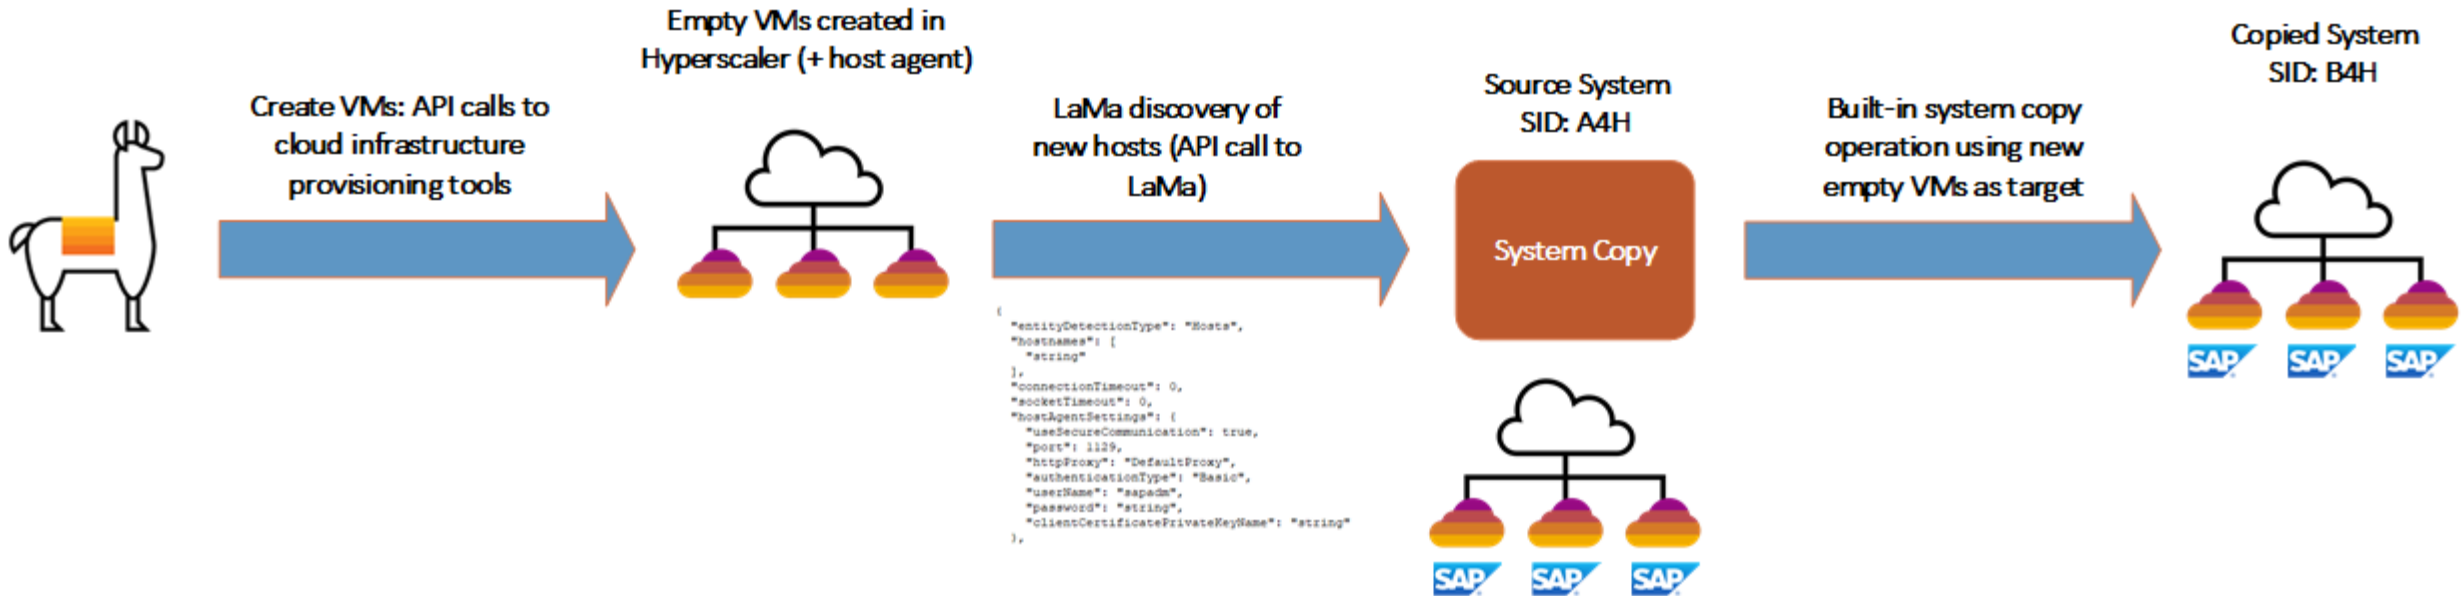 Create VMs: API calls to
cloud infrastructure
provisioning tools
Empty VMs created in
Hyperscaler (+ host agent)
LaMa discovery of
new hosts (API call to
LaMa)
{
"entityDetectionType": "Hosts",
"hostnames": [
"string"
],
"connectionTimeout": 0,
"socketTimeout": 0,
"hostAgentSettings": {
"useSecureCommunication": true,
"port": 1129,
"httpProxy": "DefaultProxy",
"authenticationType": "Basic",
"userName": "sapadm",
"password": "string",
"clientCertificatePrivateKeyName": "string"
},
Source System
SID: A4H
System Copy
SAP SAP SAP
Built-in system copy
operation using new
empty VMs as target
Copied System
SID: B4H
SAP SAP SAP